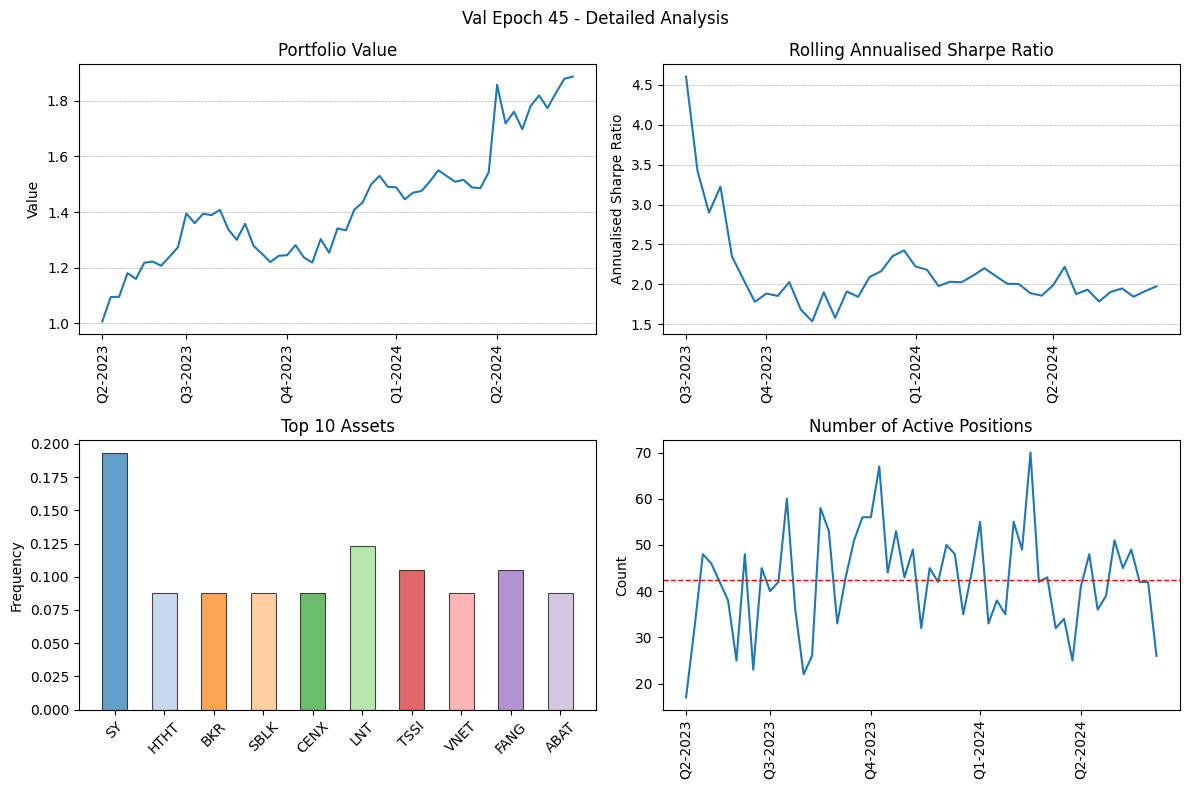 Val Epoch 45 - Detailed Analysis
Portfolio Value
Value
1.8
1.6
1.4
1.2
1.0
Q2-2023
Q3-2023
Q4-2023
Q1-2024
Q2-2024
Rolling Annualised Sharpe Ratio
Annualised Sharpe Ratio
4.5
4.0
3.5
3.0
2.5
2.0
1.5
Q3-2023
Q4-2023
Q1-2024
Q2-2024
Top 10 Assets
Frequency
0.200
0.175
0.150
0.125
0.100
0.075
0.050
0.025
0.000
SY
HTHT
BKR
SBLK
CENX
LNT
TSSI
VNET
FANG
ABAT
Number of Active Positions
Count
70
60
50
40
30
20
Q2-2023
Q3-2023
Q4-2023
Q1-2024
Q2-2024